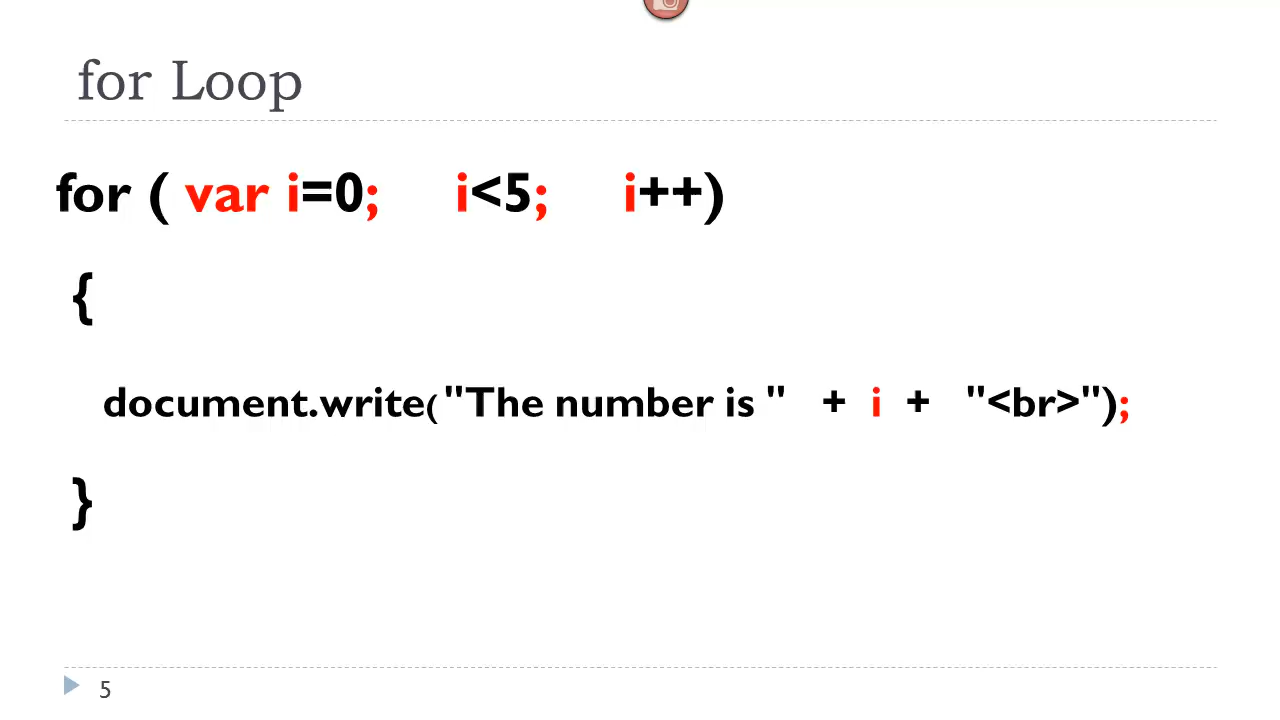 for Loop
for ( var i=0; i<5; i++)
{
document.write("The number is " + i + "<br>");
}
5